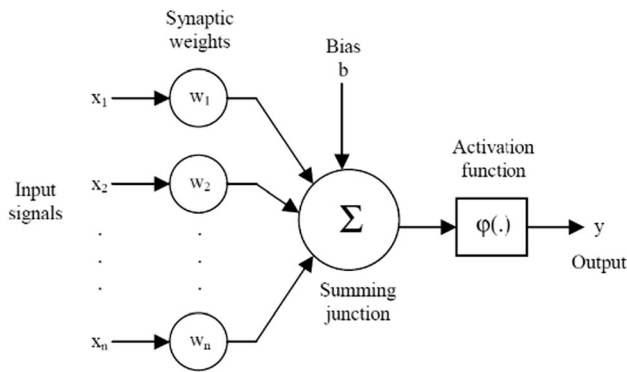 Synaptic
weights
Bias
b
x₁
w₁
Activation
function
Input
signals
x₂
w₂
Σ
φ(.)
y
Output
. .
. .
. .
Summing
junction
xₙ
wₙ